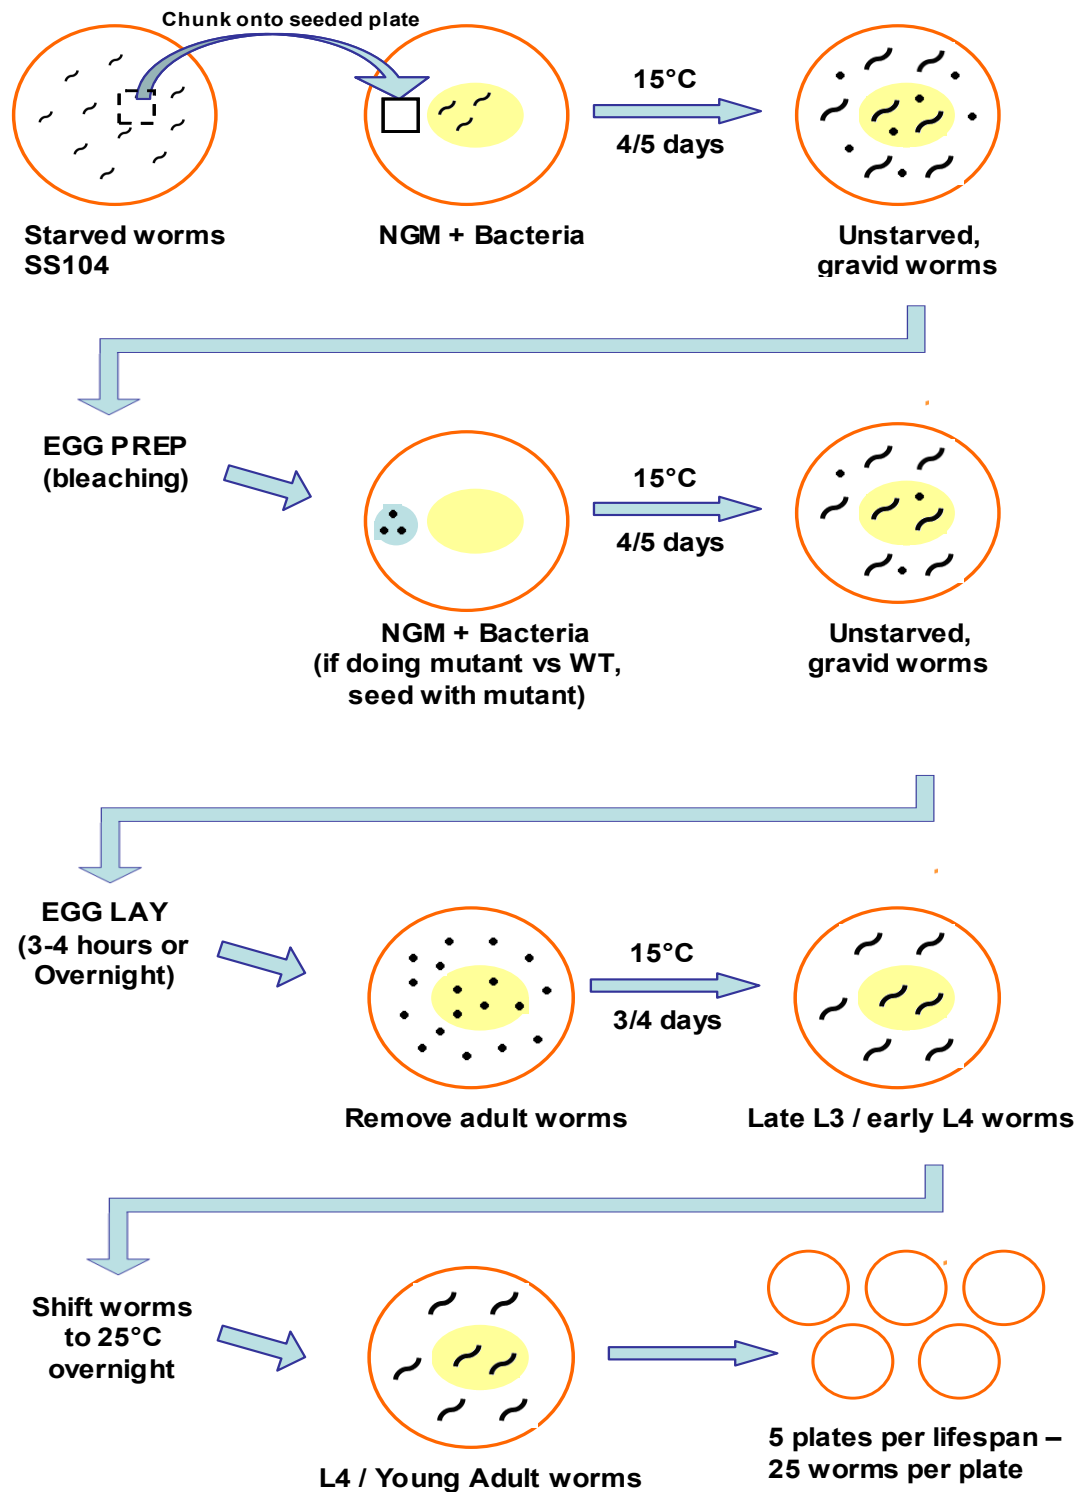 Chunk onto seeded plate
15°C
4/5 days
Starved worms
SS104
NGM + Bacteria
Unstarved,
gravid worms
EGG PREP
(bleaching)
15°C
4/5 days
NGM + Bacteria
(if doing mutant vs WT,
seed with mutant)
Unstarved,
gravid worms
EGG LAY
(3-4 hours or
Overnight)
15°C
3/4 days
Remove adult worms
Late L3 / early L4 worms
Shift worms
to 25°C
overnight
L4 / Young Adult worms
5 plates per lifespan –
25 worms per plate